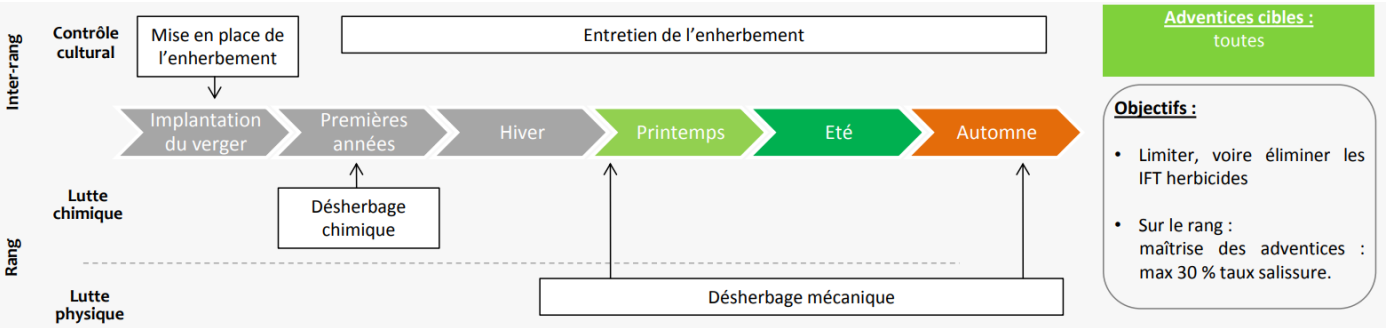 Inter-rang
Contrôle
cultural
Mise en place de
l’enherbement
Entretien de l’enherbement
Adventices cibles :
toutes
Implantation
du verger
Premières
années
Hiver
Printemps
Eté
Automne
Objectifs :
• Limiter, voire éliminer les
IFT herbicides
• Sur le rang :
maîtrise des adventices :
max 30 % taux salissure.
Rang
Lutte
chimique
Désherbage
chimique
Lutte
physique
Désherbage mécanique